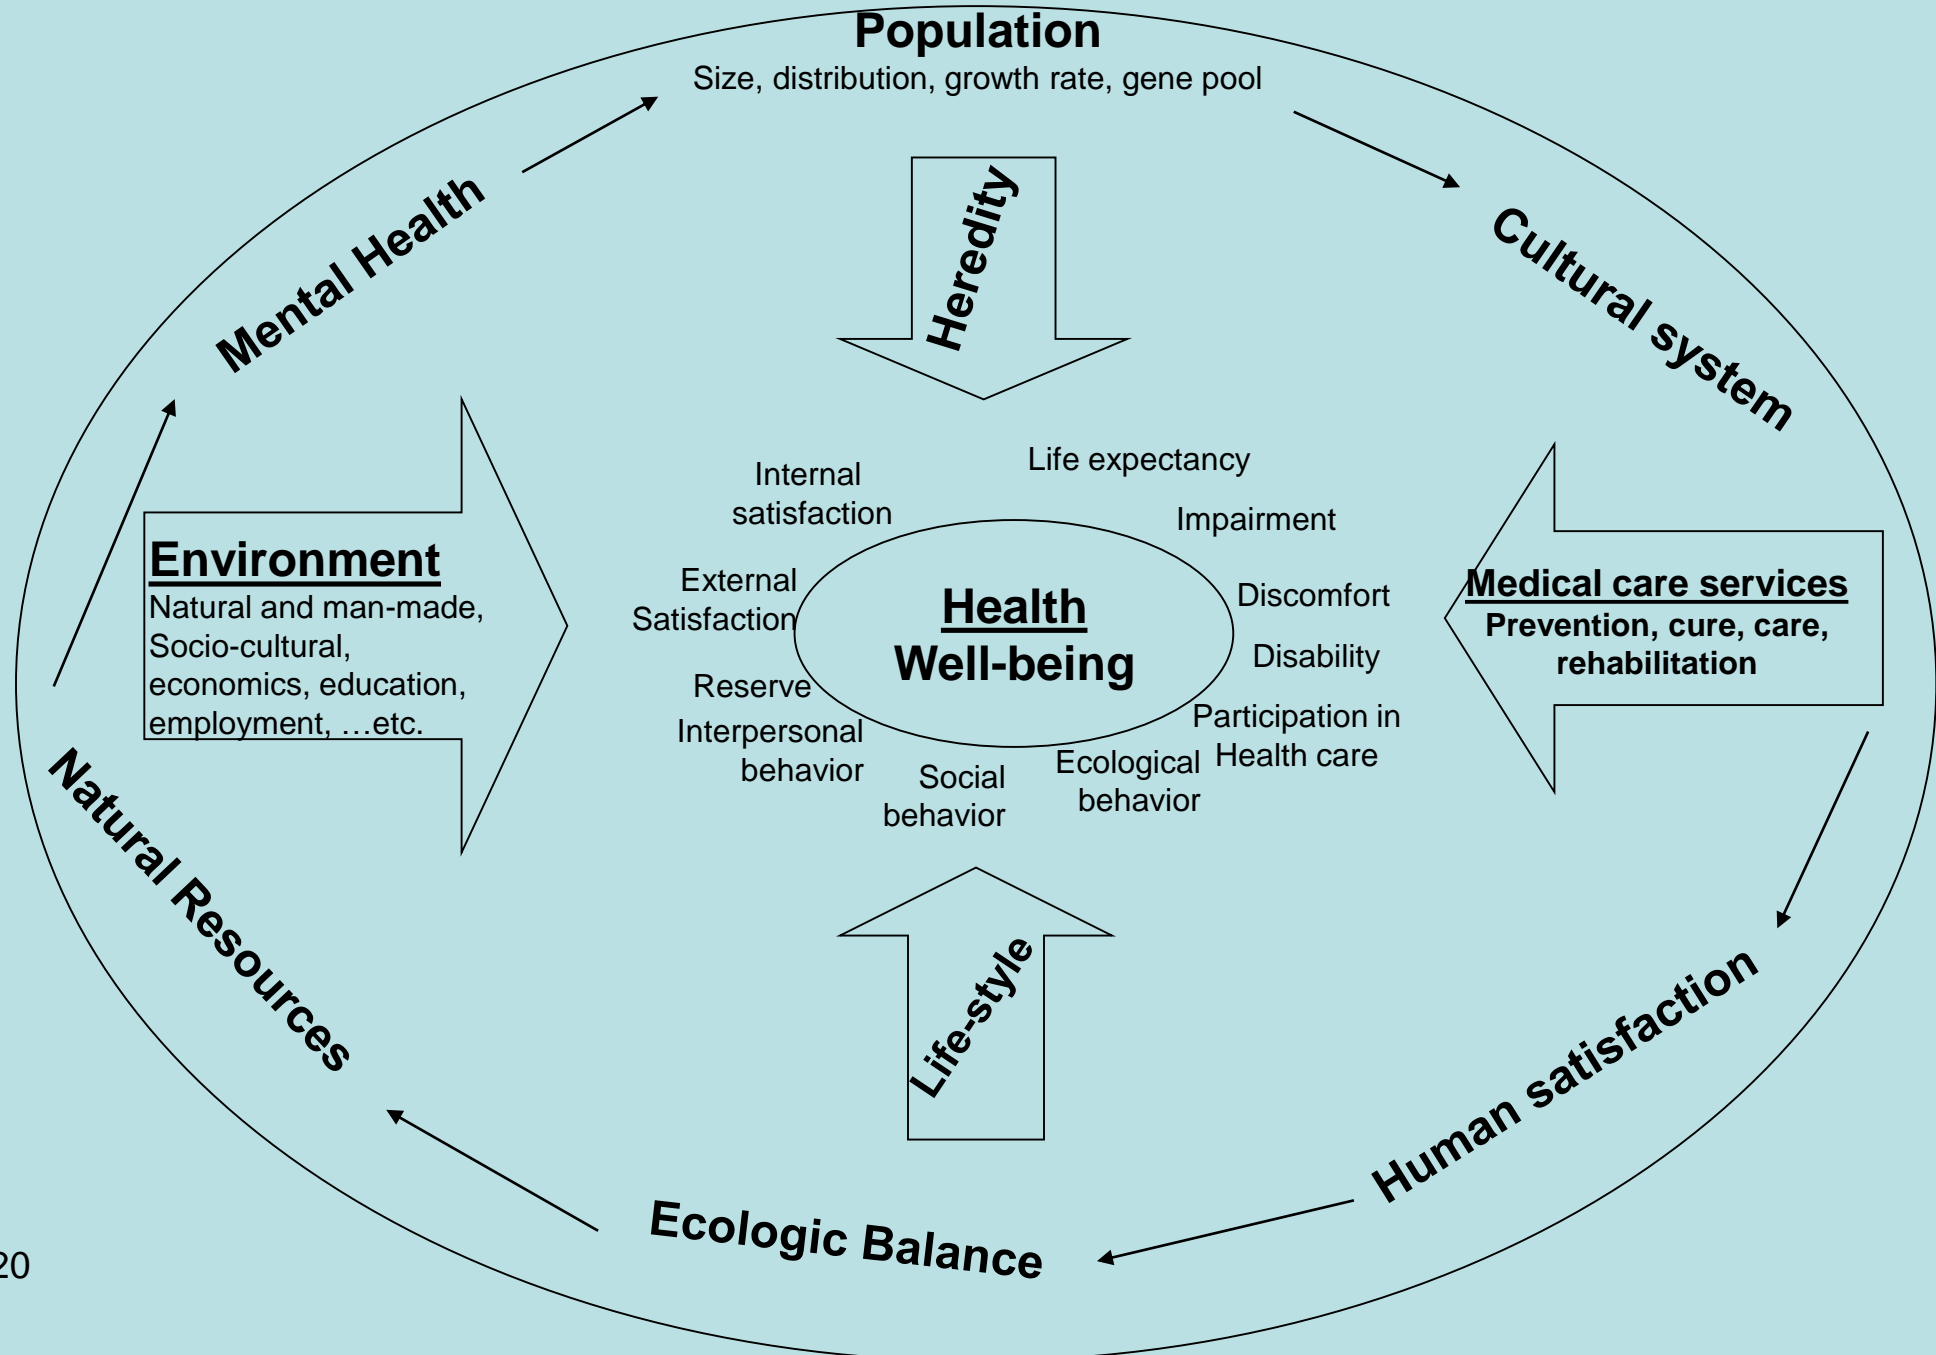 Population
Size, distribution, growth rate, gene pool
Mental Health
Heredity
Cultural system
Internal
satisfaction
Life expectancy
Impairment
Environment
Natural and man-made,
Socio-cultural,
economics, education,
employment, …etc.
External
Satisfaction
Health
Well-being
Discomfort
Disability
Medical care services
Prevention, cure, care,
rehabilitation
Reserve
Interpersonal
behavior
Social
behavior
Ecological
behavior
Participation in
Health care
Natural Resources
Life-style
Human satisfaction
Ecologic Balance
20